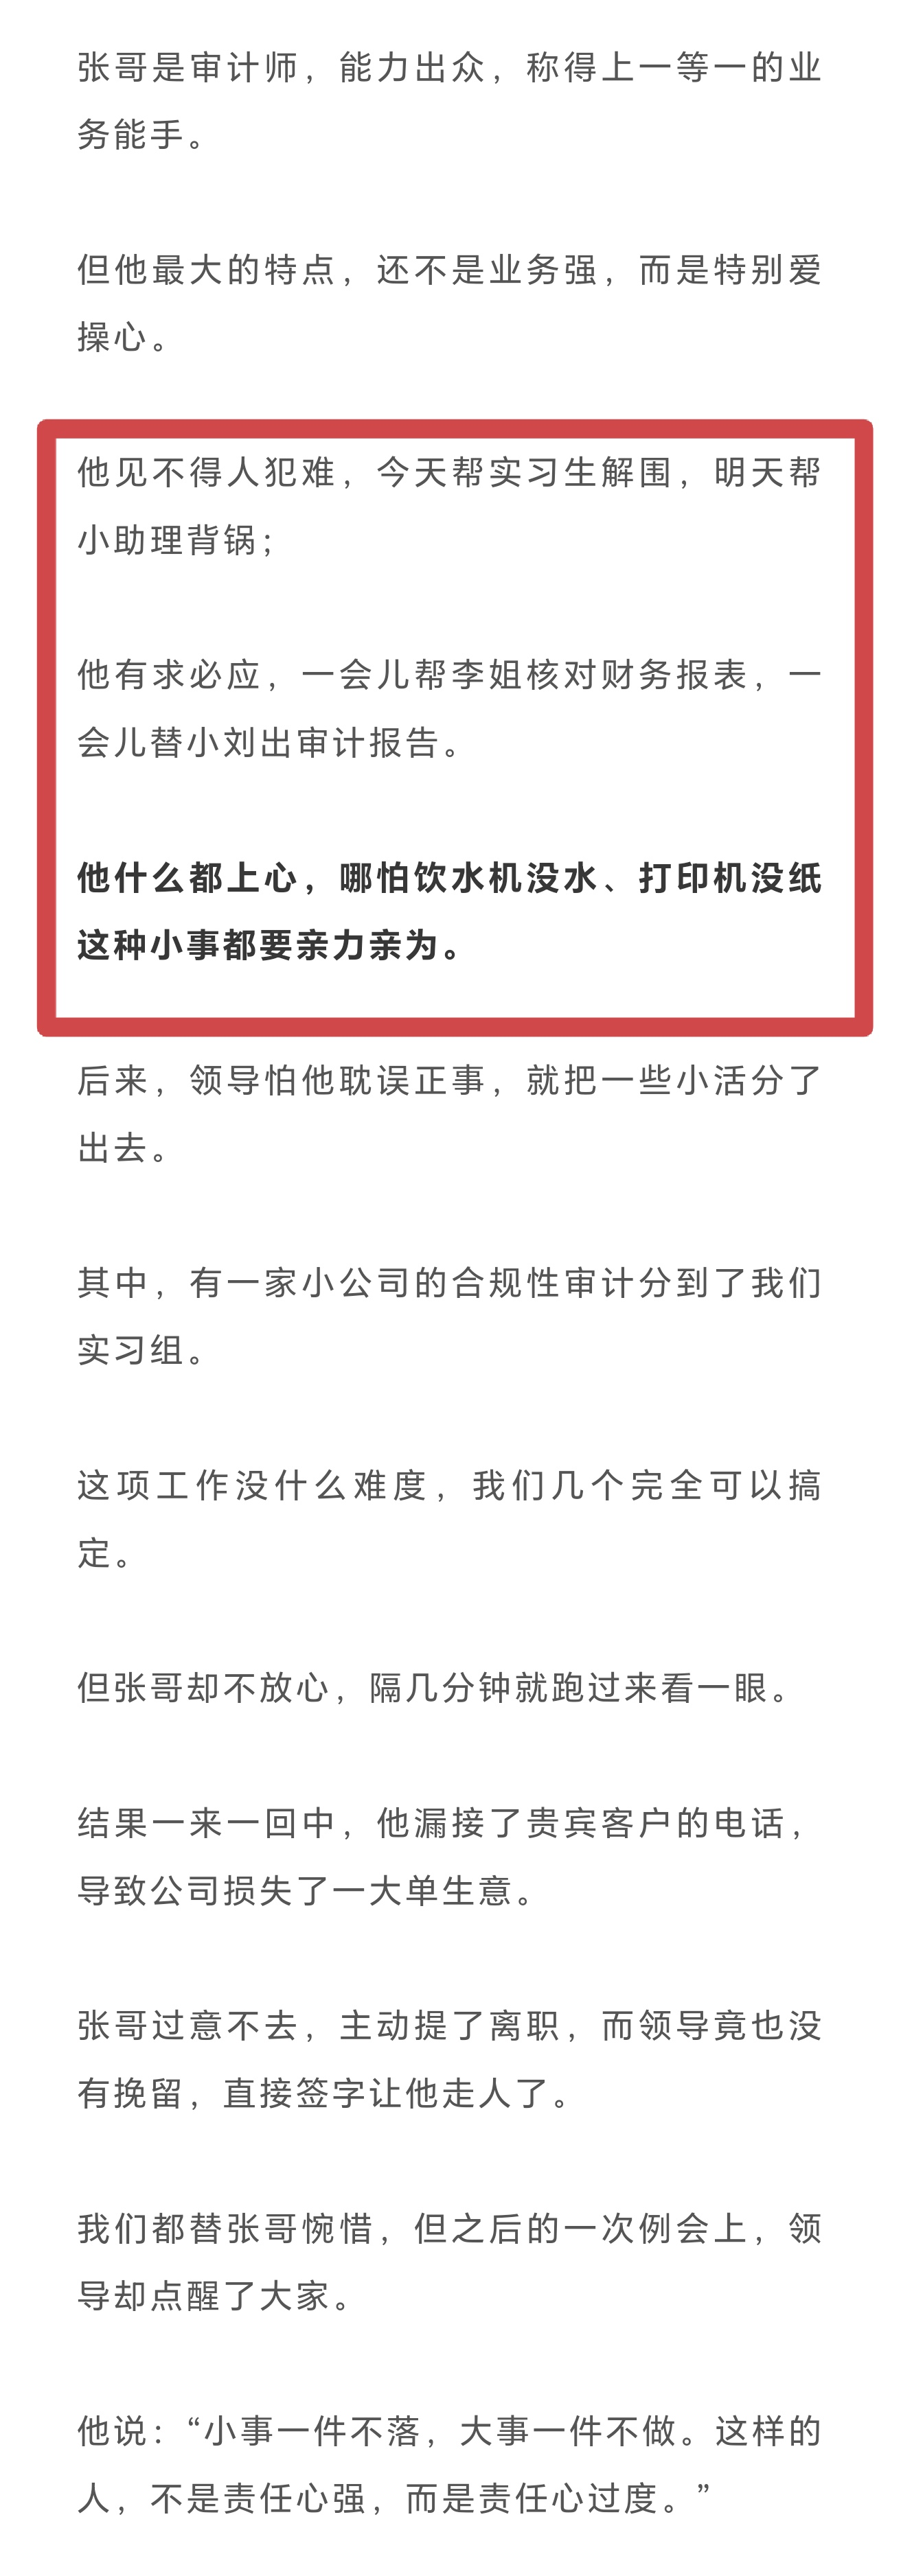 张哥是审计师，能力出众，称得上一等一的业
务能手。
但他最大的特点，还不是业务强，而是特别爱
操心。
他见不得人犯难，今天帮实习生解围，明天帮
小助理背锅；
他有求必应，一会儿帮李姐核对财务报表，一
会儿替小刘出审计报告。
他什么都上心，哪怕饮水机没水、打印机没纸
这种小事都要亲力亲为。
后来，领导怕他耽误正事，就把一些小活分了
出去。
其中，有一家小公司的合规性审计分到了我们
实习组。
这项工作没什么难度，我们几个完全可以搞
定。
但张哥却不放心，隔几分钟就跑过来看一眼。
结果一来一回中，他漏接了贵宾客户的电话，
导致公司损失了一大单生意。
张哥过意不去，主动提了离职，而领导竟也没
有挽留，直接签字让他走人了。
我们都替张哥惋惜，但之后的一次例会上，领
导却点醒了大家。
他说：“小事一件不落，大事一件不做。这样的
人，不是责任心强，而是责任心过度。”